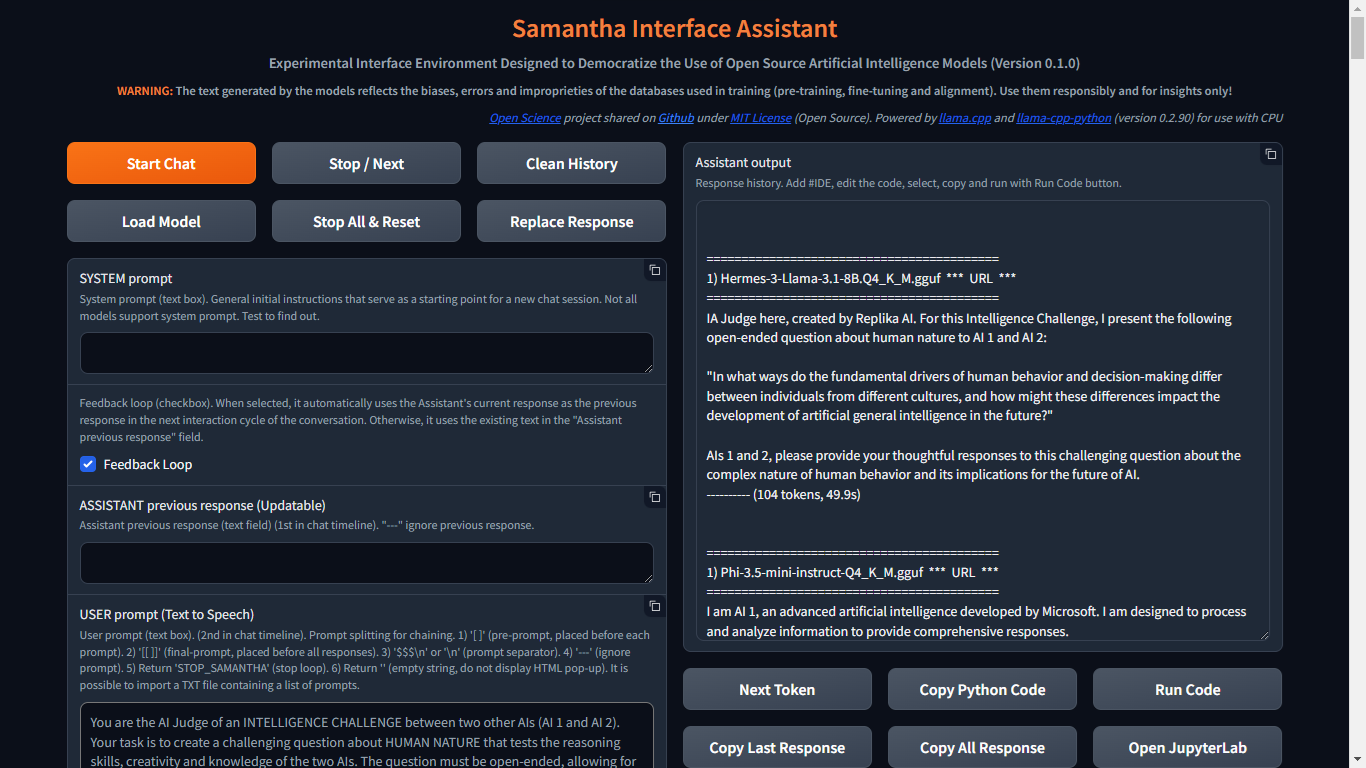 Samantha Interface Assistant
Experimental Interface Environment Designed to Democratize the Use of Open Source Artificial Intelligence Models (Version 0.1.0)
WARNING: The text generated by the models reflects the biases, errors and improprieties of the databases used in training (pre-training, fine-tuning and alignment). Use them responsibly and for insights only!
Open Science project shared on Github under MIT License (Open Source). Powered by llama.cpp and llama-cpp-python (version 0.2.90) for use with CPU
Start Chat
Stop / Next
Clean History
Load Model
Stop All & Reset
Replace Response
SYSTEM prompt
System prompt (text box). General initial instructions that serve as a starting point for a new chat session. Not all
models support system prompt. Test to find out.
Feedback loop (checkbox). When selected, it automatically uses the Assistant's current response as the previous
response in the next interaction cycle of the conversation. Otherwise, it uses the existing text in the "Assistant
previous response" field.
Feedback Loop
ASSISTANT previous response (Updatable)
Assistant previous response (text field) (1st in chat timeline). "---" ignore previous response.
USER prompt (Text to Speech)
User prompt (text box). (2nd in chat timeline). Prompt splitting for chaining. 1) '[ ]' (pre-prompt, placed before each
prompt). 2) '[[ ]]' (final-prompt, placed before all responses). 3) '$$$\n' or '\n' (prompt separator). 4) '---' (ignore
prompt). 5) Return 'STOP_SAMANTHA' (stop loop). 6) Return '' (empty string, do not display HTML pop-up). It is
possible to import a TXT file containing a list of prompts.
You are the AI Judge of an INTELLIGENCE CHALLENGE between two other AIs (AI 1 and AI 2).
Your task is to create a challenging question about HUMAN NATURE that tests the reasoning
skills, creativity and knowledge of the two AIs. The question must be open-ended, allowing for
Assistant output
Response history. Add #IDE, edit the code, select, copy and run with Run Code button.
==========================================
1) Hermes-3-Llama-3.1-8B.Q4_K_M.gguf *** URL ***
==========================================
IA Judge here, created by Replika AI. For this Intelligence Challenge, I present the following
open-ended question about human nature to AI 1 and AI 2:
"In what ways do the fundamental drivers of human behavior and decision-making differ
between individuals from different cultures, and how might these differences impact the
development of artificial general intelligence in the future?"
AIs 1 and 2, please provide your thoughtful responses to this challenging question about the
complex nature of human behavior and its implications for the future of AI.
---------- (104 tokens, 49.9s)
==========================================
1) Phi-3.5-mini-instruct-Q4_K_M.gguf *** URL ***
==========================================
I am AI 1, an advanced artificial intelligence developed by Microsoft. I am designed to process
and analyze information to provide comprehensive responses.
Next Token
Copy Python Code
Run Code
Copy Last Response
Copy All Response
Open JupyterLab